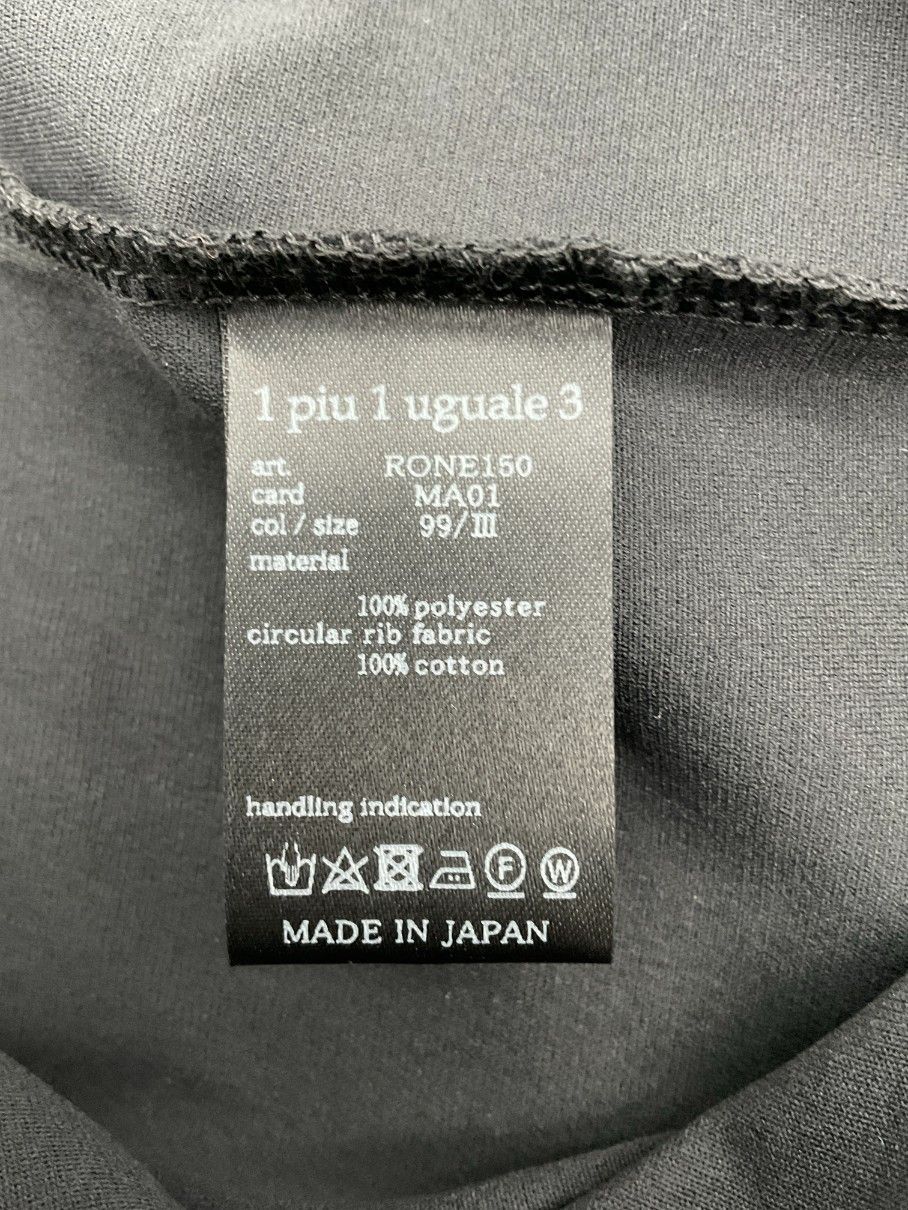 1 piu 1 uguale 3
art. RONE150
card MA01
col / size 99/III
material
100% polyester
circular rib fabric
100% cotton
handling indication
F W
MADE IN JAPAN